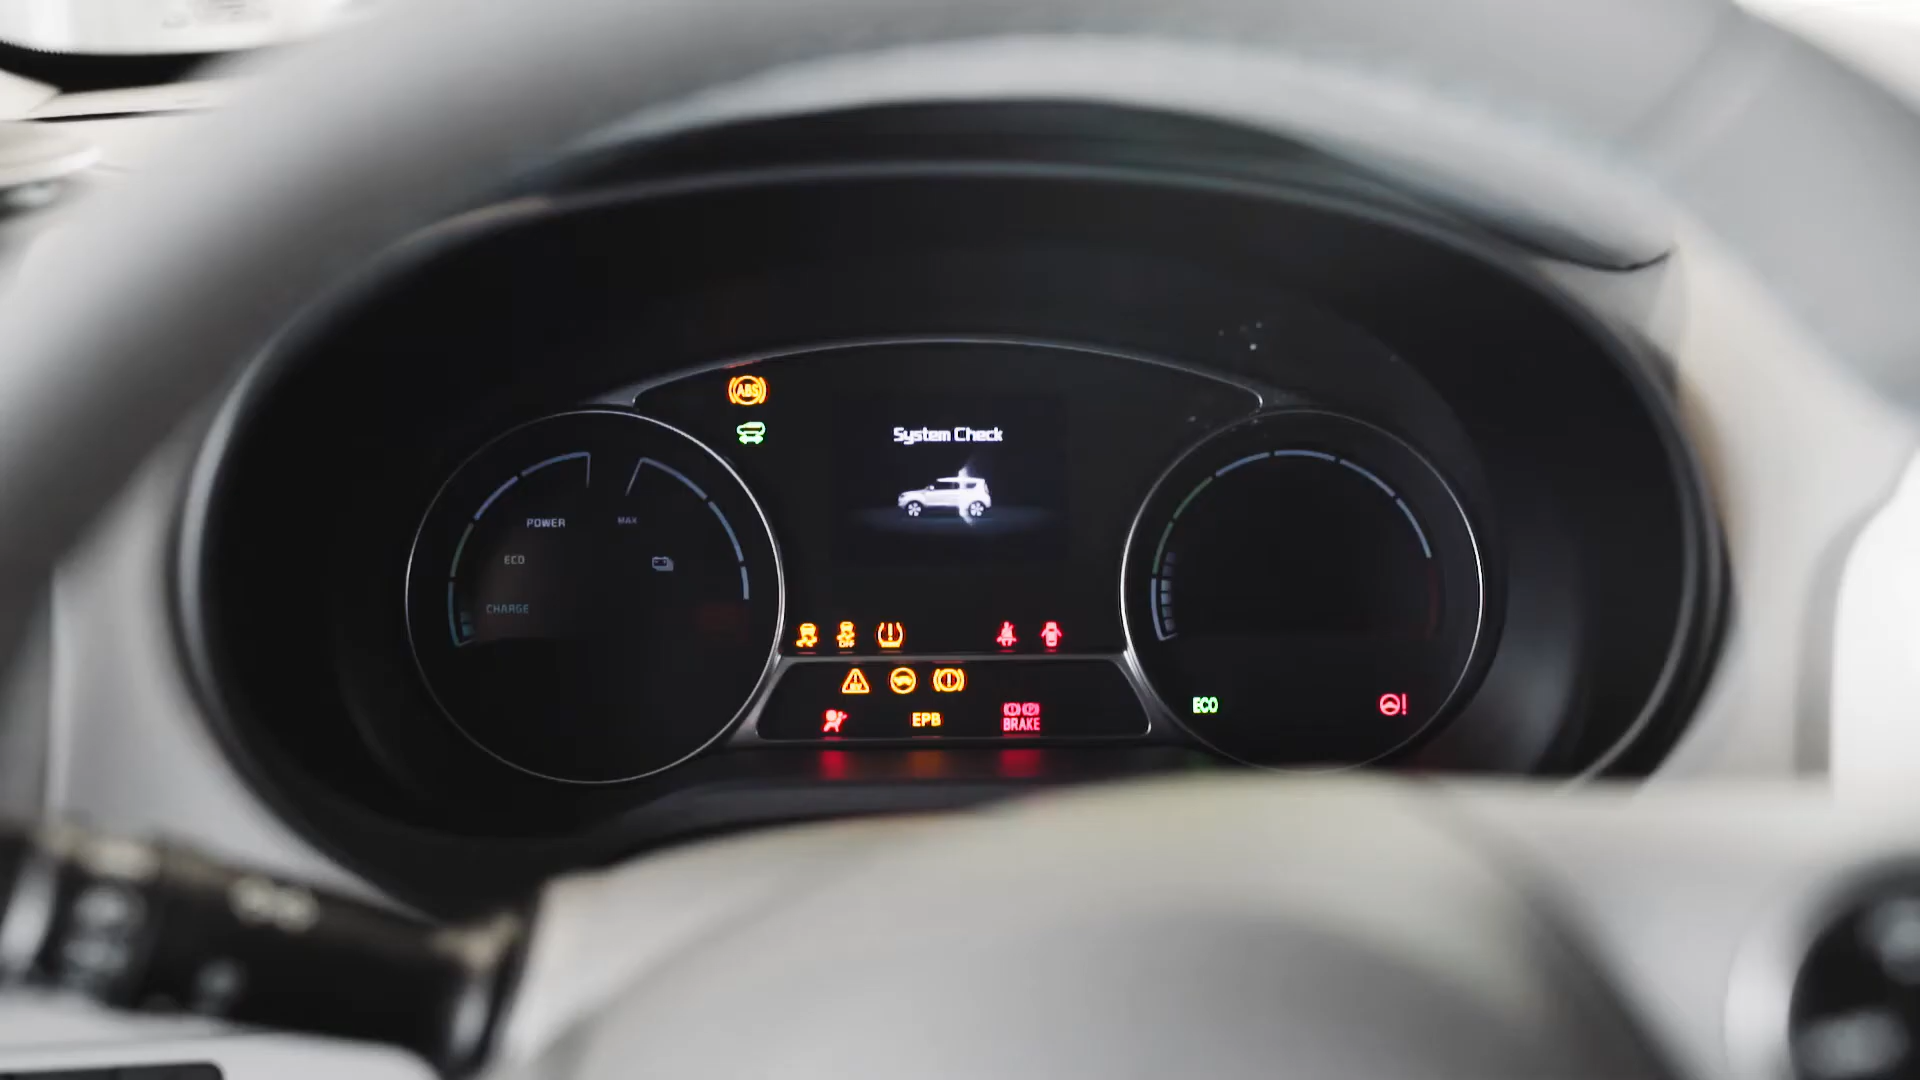 ABS
System Check
POWER
MAX
ECO
CHARGE
OFF
EPB
BRAKE
ECO
!